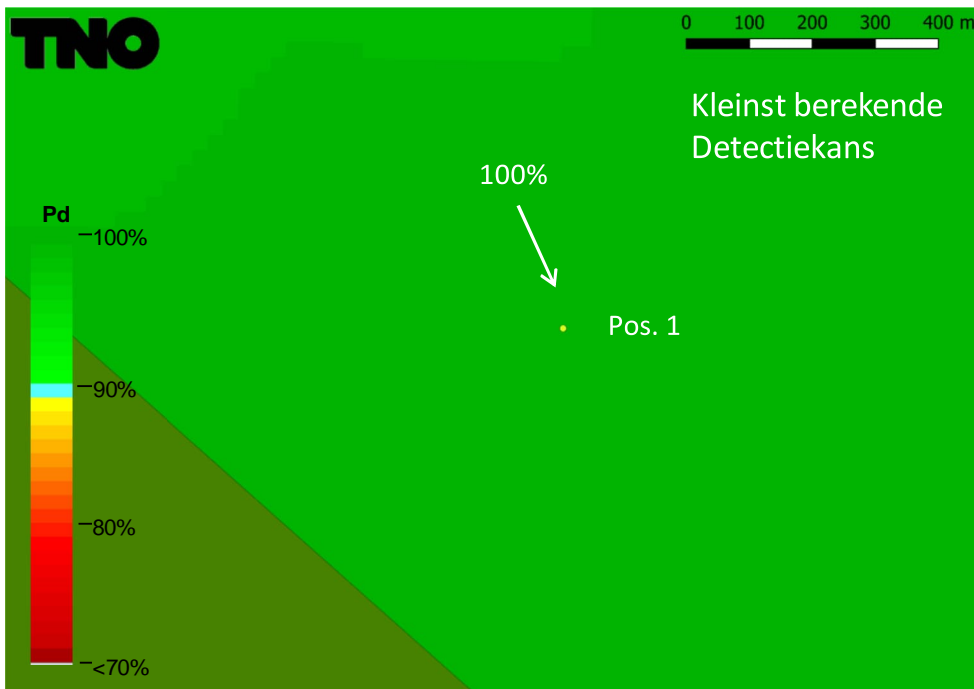 TNO
0 100 200 300 400 m
Kleinst berekende
Detectiekans
100%
Pd
100%
Pos. 1
90%
80%
<70%